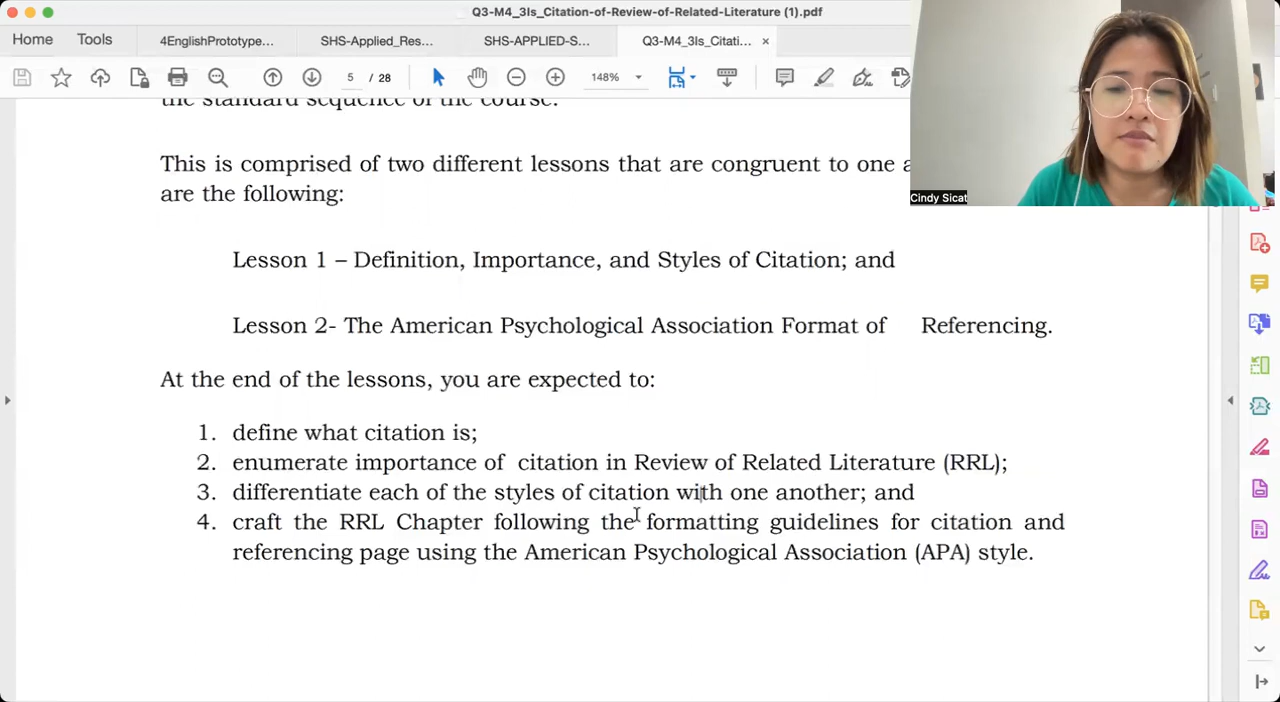 Q3-M4_3Is_Citation-of-Review-of-Related-Literature (1).pdf
Home
Tools
4EnglishPrototype...
SHS-Applied_Res...
SHS-APPLIED-S...
Q3-M4_3Is_Citati...
5 / 28
148%
the standard sequence of the course.
This is comprised of two different lessons that are congruent to one
are the following:
Cindy Sicat
Lesson 1 – Definition, Importance, and Styles of Citation; and
Lesson 2- The American Psychological Association Format of Referencing.
At the end of the lessons, you are expected to:
1. define what citation is;
2. enumerate importance of citation in Review of Related Literature (RRL);
3. differentiate each of the styles of citation with one another; and
4. craft the RRL Chapter following the formatting guidelines for citation and
referencing page using the American Psychological Association (APA) style.